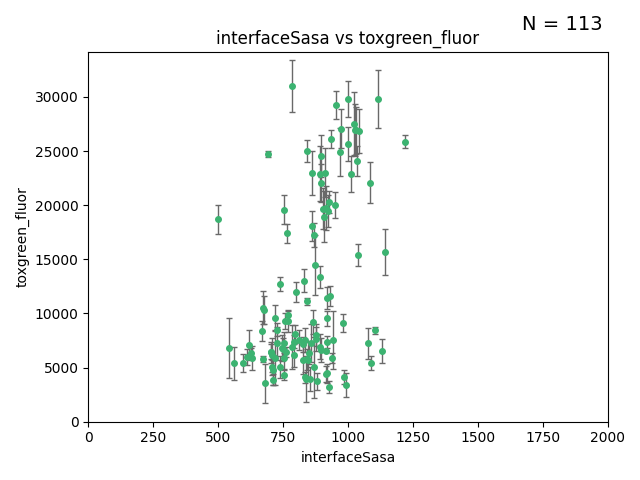 N = 113
interfaceSasa vs toxgreen_fluor
toxgreen_fluor
30000
25000
20000
15000
10000
5000
0
0 250 500 750 1000 1250 1500 1750 2000
interfaceSasa